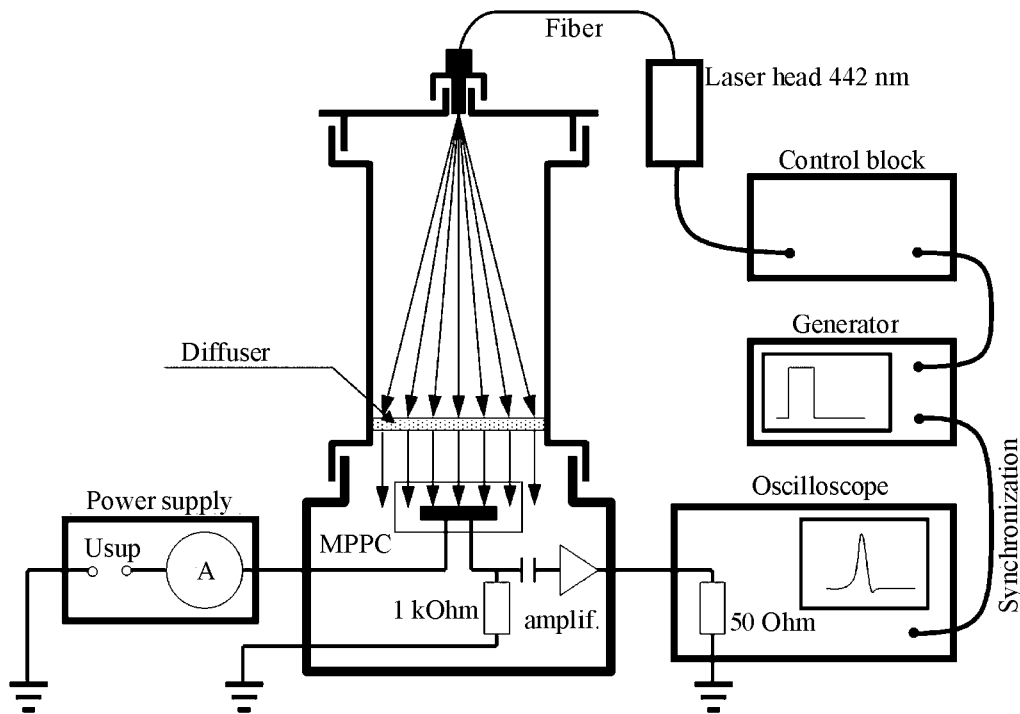 Fiber
Laser head 442 nm
Control block
Generator
Diffuser
Power supply
Usup
A
MPPC
1 kOhm
amplif.
Oscilloscope
50 Ohm
Synchronization